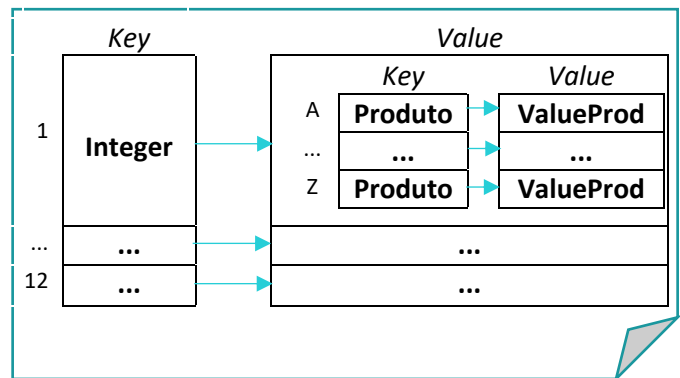 Key Value
Key Value
A Produto ValueProd
1 Integer ... ... ...
Z Produto ValueProd
... ... ...
12 ... ...